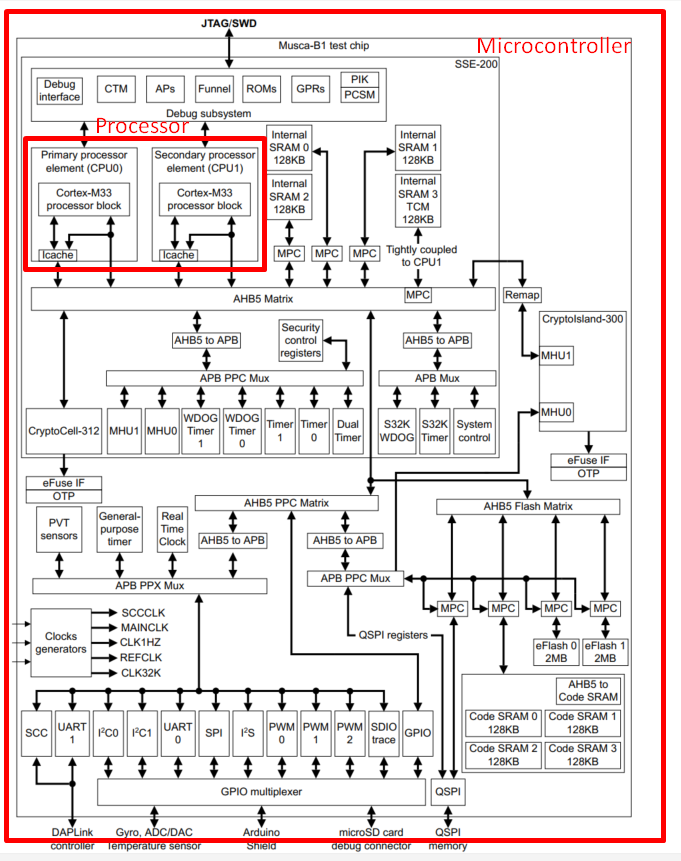 JTAG/SWD
Musca-B1 test chip
Microcontroller
SSE-200
Debug
interface
CTM
APs
Funnel
ROMs
GPRs
PIK
PCSM
Debug subsystem
Processor
Primary processor
element (CPU0)
Cortex-M33
processor block
Icache
Secondary processor
element (CPU1)
Cortex-M33
processor block
Icache
Internal
SRAM 0
128KB
Internal
SRAM 2
128KB
Internal
SRAM 1
128KB
Internal
SRAM 3
TCM
128KB
MPC
MPC
MPC
Tightly coupled
to CPU1
AHB5 Matrix
MPC
Remap
CryptoIsland-300
MHU1
MHU0
AHB5 to APB
Security
control
registers
AHB5 to APB
APB PPC Mux
APB Mux
CryptoCell-312
MHU1
MHU0
WDOG
Timer
1
WDOG
Timer
0
Timer
1
Timer
0
Dual
Timer
S32K
WDOG
S32K
Timer
System
control
eFuse IF
OTP
eFuse IF
OTP
AHB5 PPC Matrix
AHB5 Flash Matrix
PVT
sensors
General-
purpose
timer
Real
Time
Clock
AHB5 to APB
AHB5 to APB
APB PPX Mux
APB PPC Mux
MPC
MPC
MPC
MPC
Clocks
generators
SCCCLK
MAINCLK
CLK1HZ
REFCLK
CLK32K
QSPI registers
eFlash 0
2MB
eFlash 1
2MB
AHB5 to
Code SRAM
Code SRAM 0
128KB
Code SRAM 1
128KB
Code SRAM 2
128KB
Code SRAM 3
128KB
SCC
UART
1
I²C0
I²C1
UART
0
SPI
I²S
PWM
0
PWM
1
PWM
2
SDIO
trace
GPIO
GPIO multiplexer
QSPI
DAPLink
controller
Gyro, ADC/DAC
Temperature sensor
Arduino
Shield
microSD card
debug connector
QSPI
memory